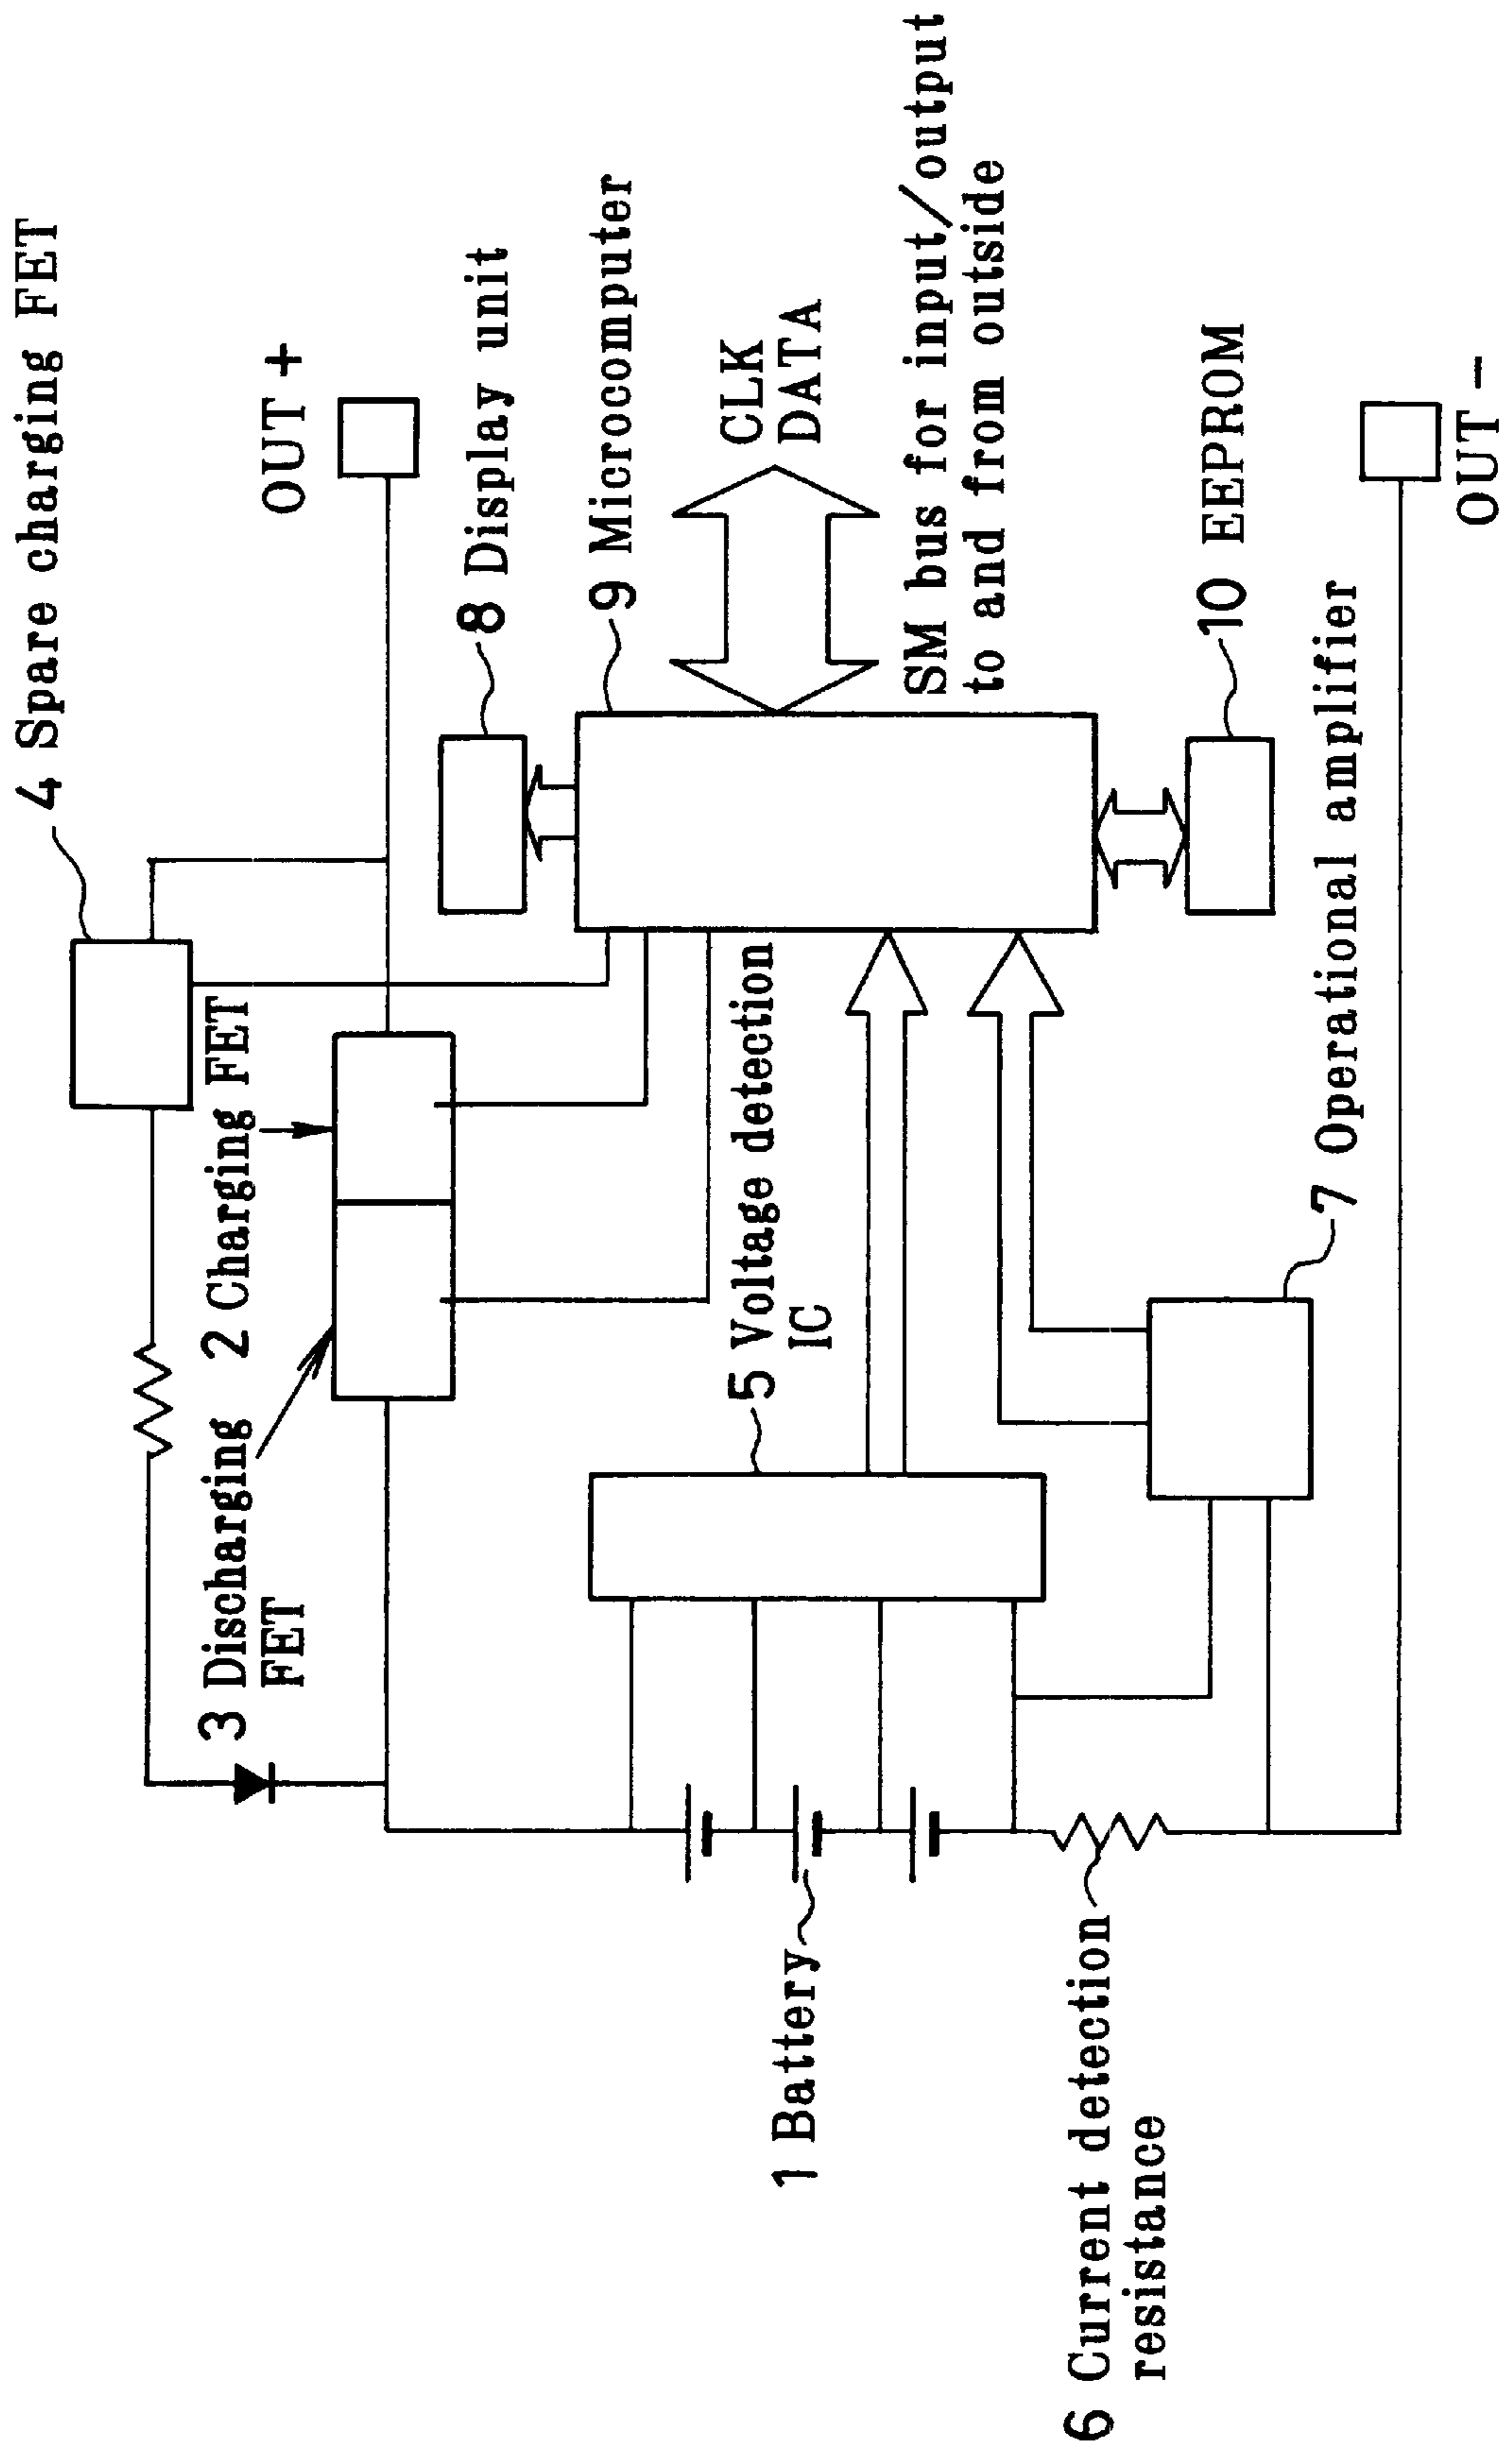 4 Spare charging FET
OUT +
2 Charging FET
3 Discharging
FET
8 Display unit
9 Microcomputer
CLK
DATA
5 Voltage detection
IC
SM bus for input/output
to and from outside
1 Battery
10 EEPROM
6 Current detection
resistance
7 Operational amplifier
OUT -